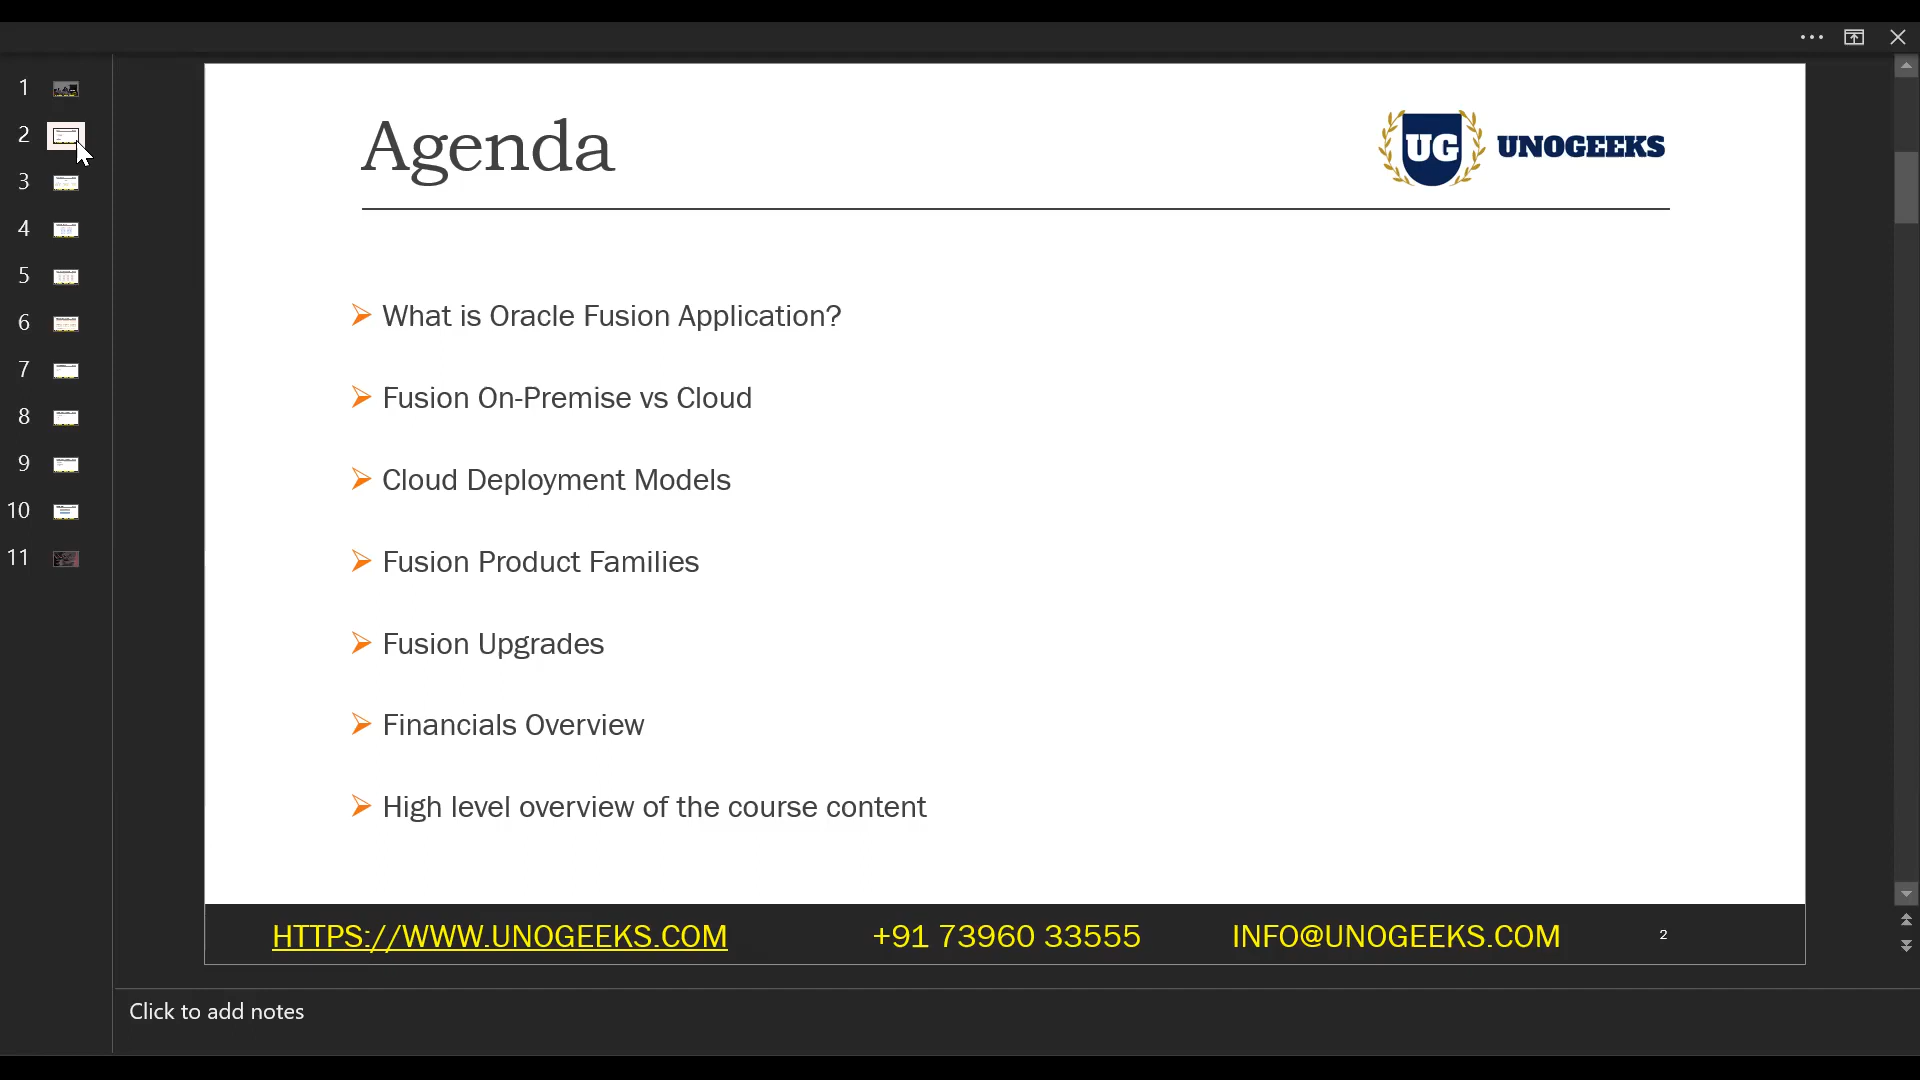 1
2
3
4
5
6
7
8
9
10
11
Agenda
UG UNOGEEKS
What is Oracle Fusion Application?
Fusion On-Premise vs Cloud
Cloud Deployment Models
Fusion Product Families
Fusion Upgrades
Financials Overview
High level overview of the course content
HTTPS://WWW.UNOGEEKS.COM +91 73960 33555 INFO@UNOGEEKS.COM 2
Click to add notes